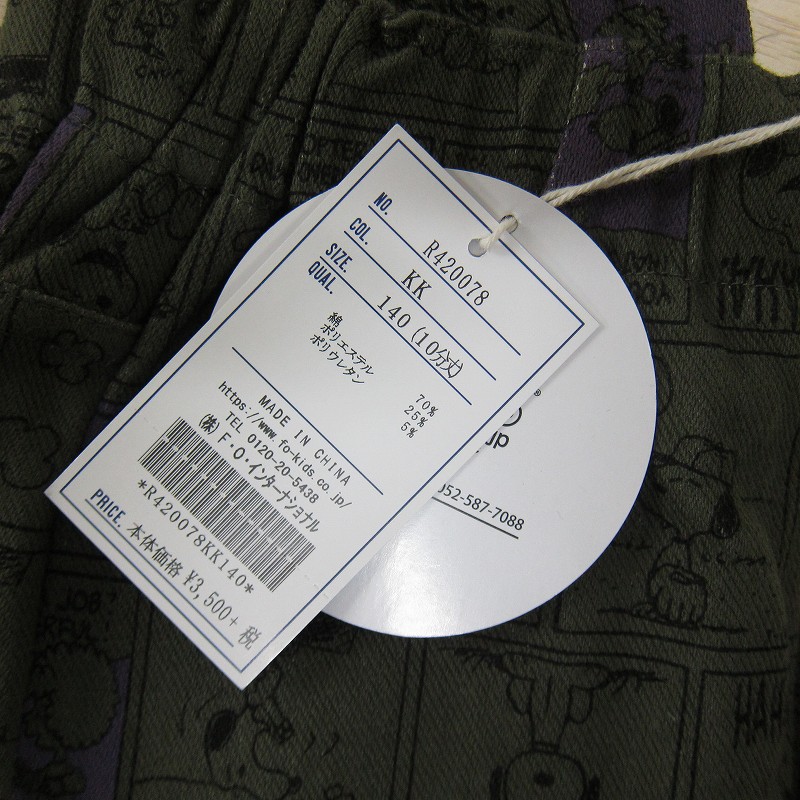 NO. R420078
COL. KK
SIZE. 140 (10分丈)
QUAL.
綿 70%
ポリエステル 25%
ポリウレタン 5%
MADE IN CHINA
https://www.fo-kids.co.jp/
TEL 0120-20-5438
(株) F・O・インターナショナル
*R420078KK140*
PRICE. 本体価格 ¥3,500+税
®
up
052-587-7088
JOB
HAH